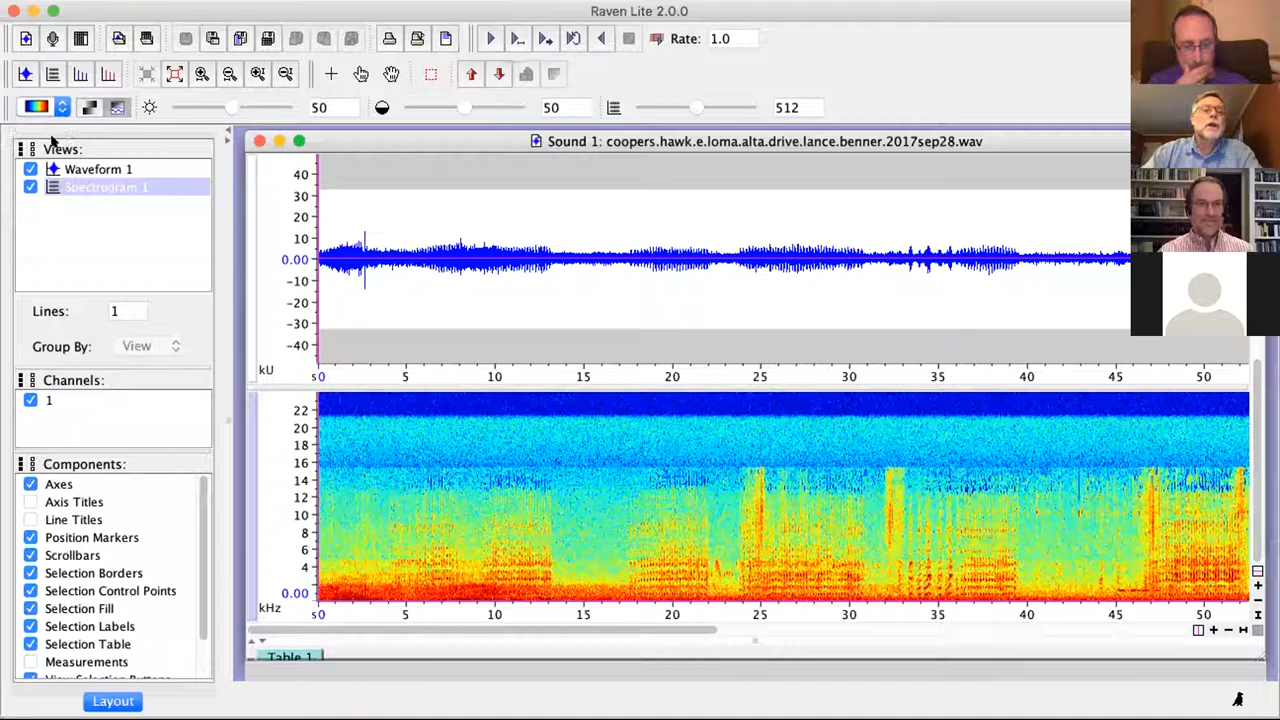 Raven Lite 2.0.0
Rate: 1.0
50
50
512
Views:
Waveform 1
Spectrogram 1
Lines: 1
Group By: View
Channels:
1
Components:
Axes
Axis Titles
Line Titles
Position Markers
Scrollbars
Selection Borders
Selection Control Points
Selection Fill
Selection Labels
Selection Table
Measurements
Layout
Sound 1: coopers.hawk.e.loma.alta.drive.lance.benner.2017sep28.wav
40
30
20
10
0.00
-10
-20
-30
-40
kU
s0 5 10 15 20 25 30 35 40 45 50
22
20
18
16
14
12
10
8
6
4
0.00
kHz
s0 5 10 15 20 25 30 35 40 45 50
Table 1